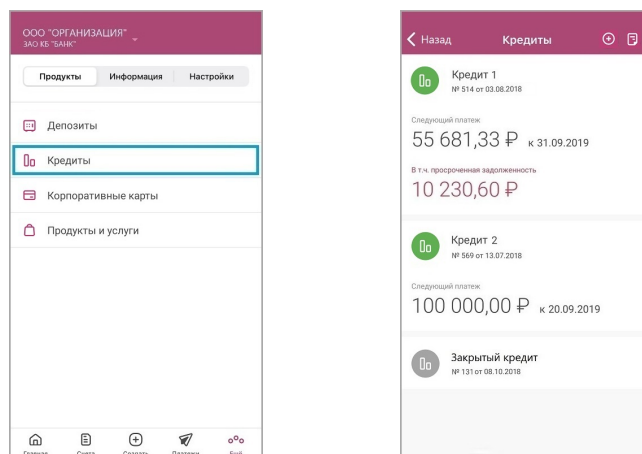 ООО "ОРГАНИЗАЦИЯ"
ЗАО КБ "БАНК"
Продукты Информация Настройки
Депозиты
Кредиты
Корпоративные карты
Продукты и услуги
Главная Счета Создать Платежи Ещё
Назад Кредиты
Кредит 1
№ 514 от 03.08.2018
Следующий платеж
55 681,33 ₽ к 31.09.2019
В т.ч. просроченная задолженность
10 230,60 ₽
Кредит 2
№ 569 от 13.07.2018
Следующий платеж
100 000,00 ₽ к 20.09.2019
Закрытый кредит
№ 131 от 08.10.2018